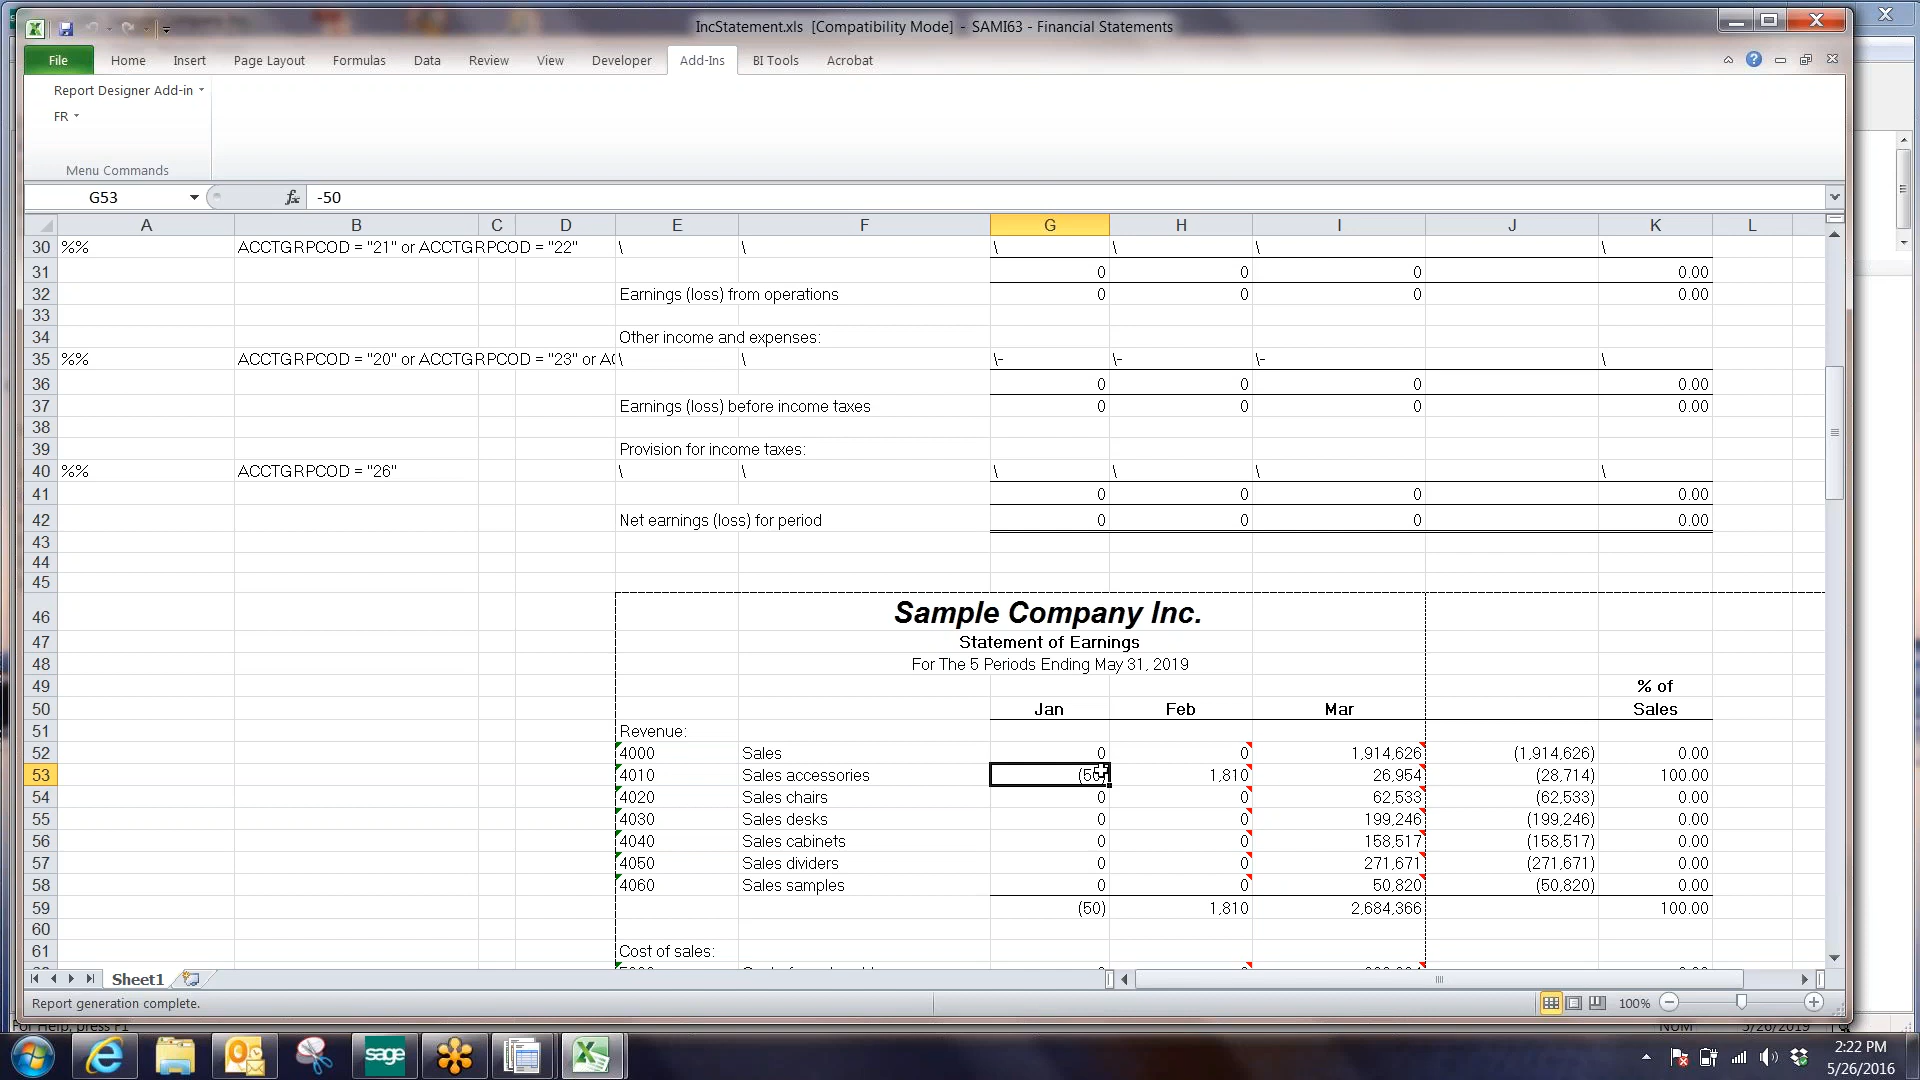 IncStatement.xls [Compatibility Mode] - SAMI63 - Financial Statements
File Home Insert Page Layout Formulas Data Review View Developer Add-Ins BI Tools Acrobat
Report Designer Add-in
FR
Menu Commands
G53 fx -50
A B C D E F G H I J K L
30 %% ACCTGRPCOD = "21" or ACCTGRPCOD = "22" \ \ \ \ \ \
31 0 0 0 0.00
32 Earnings (loss) from operations 0 0 0 0.00
33
34 Other income and expenses:
35 %% ACCTGRPCOD = "20" or ACCTGRPCOD = "23" or \ \ \- \- \- \
36 0 0 0 0.00
37 Earnings (loss) before income taxes 0 0 0 0.00
38
39 Provision for income taxes:
40 %% ACCTGRPCOD = "26" \ \ \ \ \ \
41 0 0 0 0.00
42 Net earnings (loss) for period 0 0 0 0.00
43
44
45
46 Sample Company Inc.
47 Statement of Earnings
48 For The 5 Periods Ending May 31, 2019
49 % of
50 Jan Feb Mar Sales
51 Revenue:
52 4000 Sales 0 0 1,914,626 (1,914,626) 0.00
53 4010 Sales accessories (50) 1,810 26,954 (28,714) 100.00
54 4020 Sales chairs 0 0 62,533 (62,533) 0.00
55 4030 Sales desks 0 0 199,246 (199,246) 0.00
56 4040 Sales cabinets 0 0 158,517 (158,517) 0.00
57 4050 Sales dividers 0 0 271,671 (271,671) 0.00
58 4060 Sales samples 0 0 50,820 (50,820) 0.00
59 (50) 1,810 2,684,366 100.00
60
61 Cost of sales:
Sheet1
Report generation complete. 100%
For Help, press F1 NUM 5/26/2019
sage
2:22 PM
5/26/2016